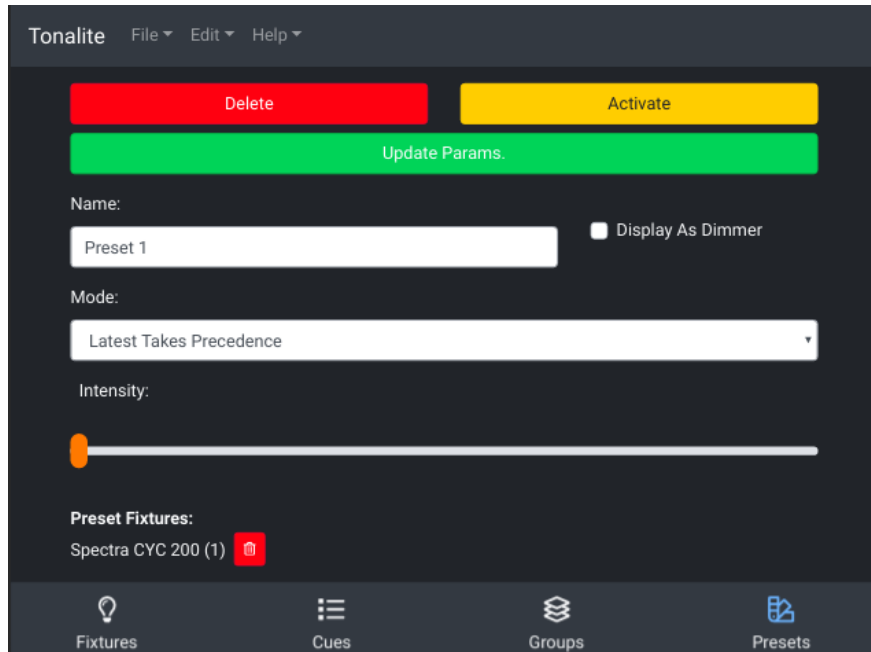 Tonalite File Edit Help
Delete Activate
Update Params.
Name:
Preset 1 Display As Dimmer
Mode:
Latest Takes Precedence
Intensity:
Preset Fixtures:
Spectra CYC 200 (1)
Fixtures Cues Groups Presets